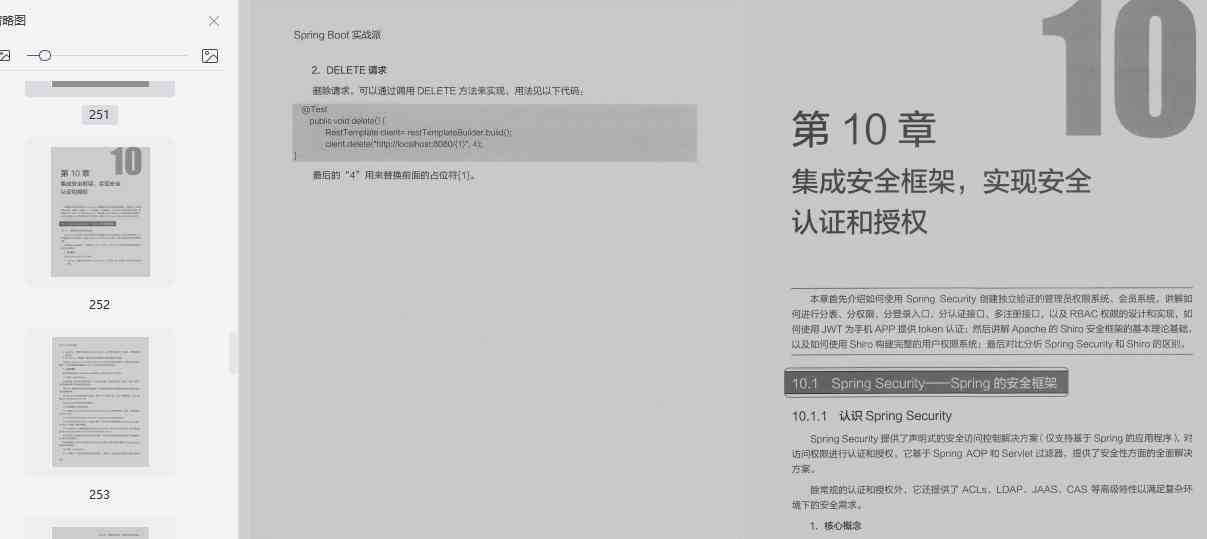 略图
251
252
253
Spring Boot 实战派
2. DELETE 请求
删除请求，可以通过调用 DELETE 方法来实现，用法见以下代码：
@Test
public void delete() {
RestTemplate client= restTemplateBuilder.build();
client.delete("http://localhost:8080/{1}", 4);
}
最后的“4”用来替换前面的占位符{1}。
10
第 10 章
集成安全框架，实现安全
认证和授权
本章首先介绍如何使用 Spring Security 创建独立验证的管理员权限系统、会员系统，讲解如
何进行分表、分权限、分登录入口、分认证接口、多注册接口，以及 RBAC 权限的设计和实现，如
何使用 JWT 为手机 APP 提供 token 认证；然后讲解 Apache 的 Shiro 安全框架的基本理论基础，
以及如何使用 Shiro 构建完整的用户权限系统；最后对比分析 Spring Security 和 Shiro 的区别。
10.1 Spring Security——Spring 的安全框架
10.1.1 认识 Spring Security
Spring Security 提供了声明式的安全访问控制解决方案（仅支持基于 Spring 的应用程序），对
访问权限进行认证和授权，它基于 Spring AOP 和 Servlet 过滤器，提供了安全性方面的全面解决
方案。
除常规的认证和授权外，它还提供了 ACLs、LDAP、JAAS、CAS 等高级特性以满足复杂环
境下的安全需求。
1. 核心概念